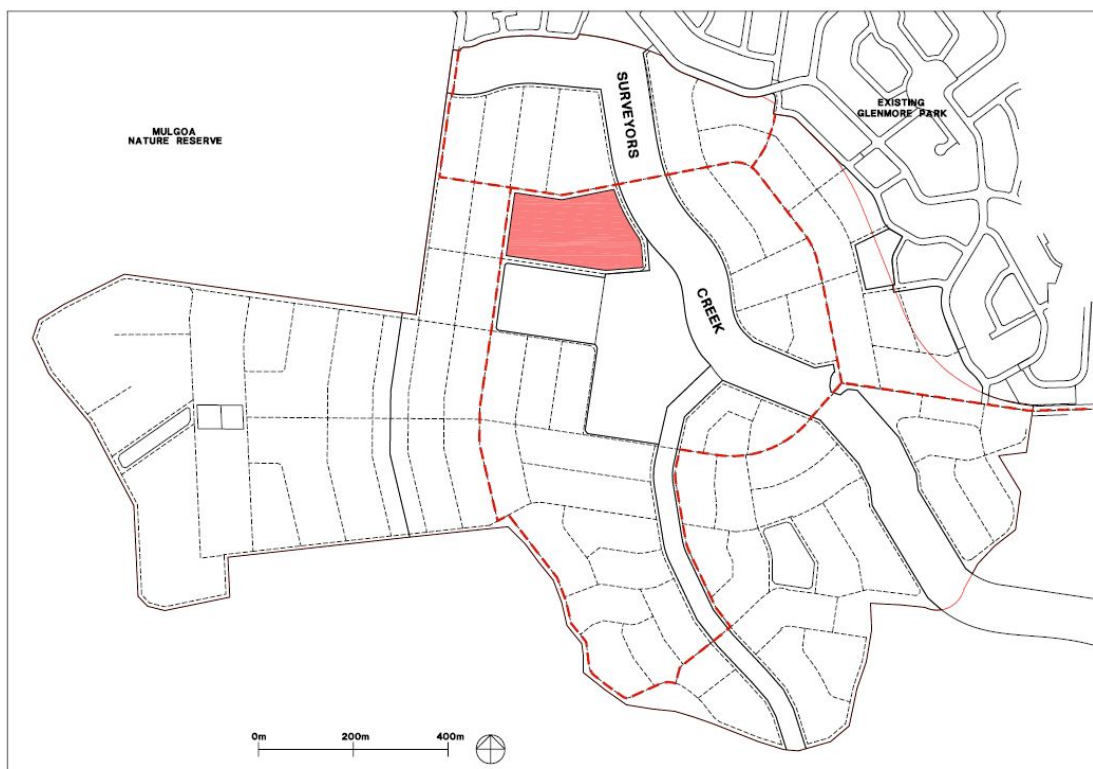 SURVEYORS
EXISTING
GLENMORE PARK
MULGOA
NATURE RESERVE
CREEK
0m 200m 400m